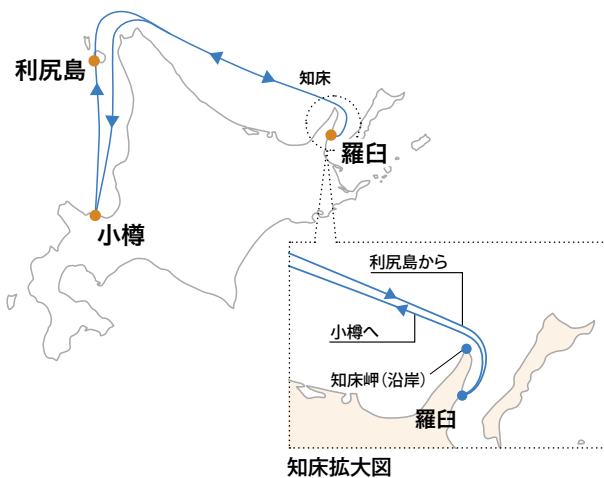 利尻島
知床
羅臼
小樽
利尻島から
小樽へ
知床岬（沿岸）
羅臼
知床拡大図